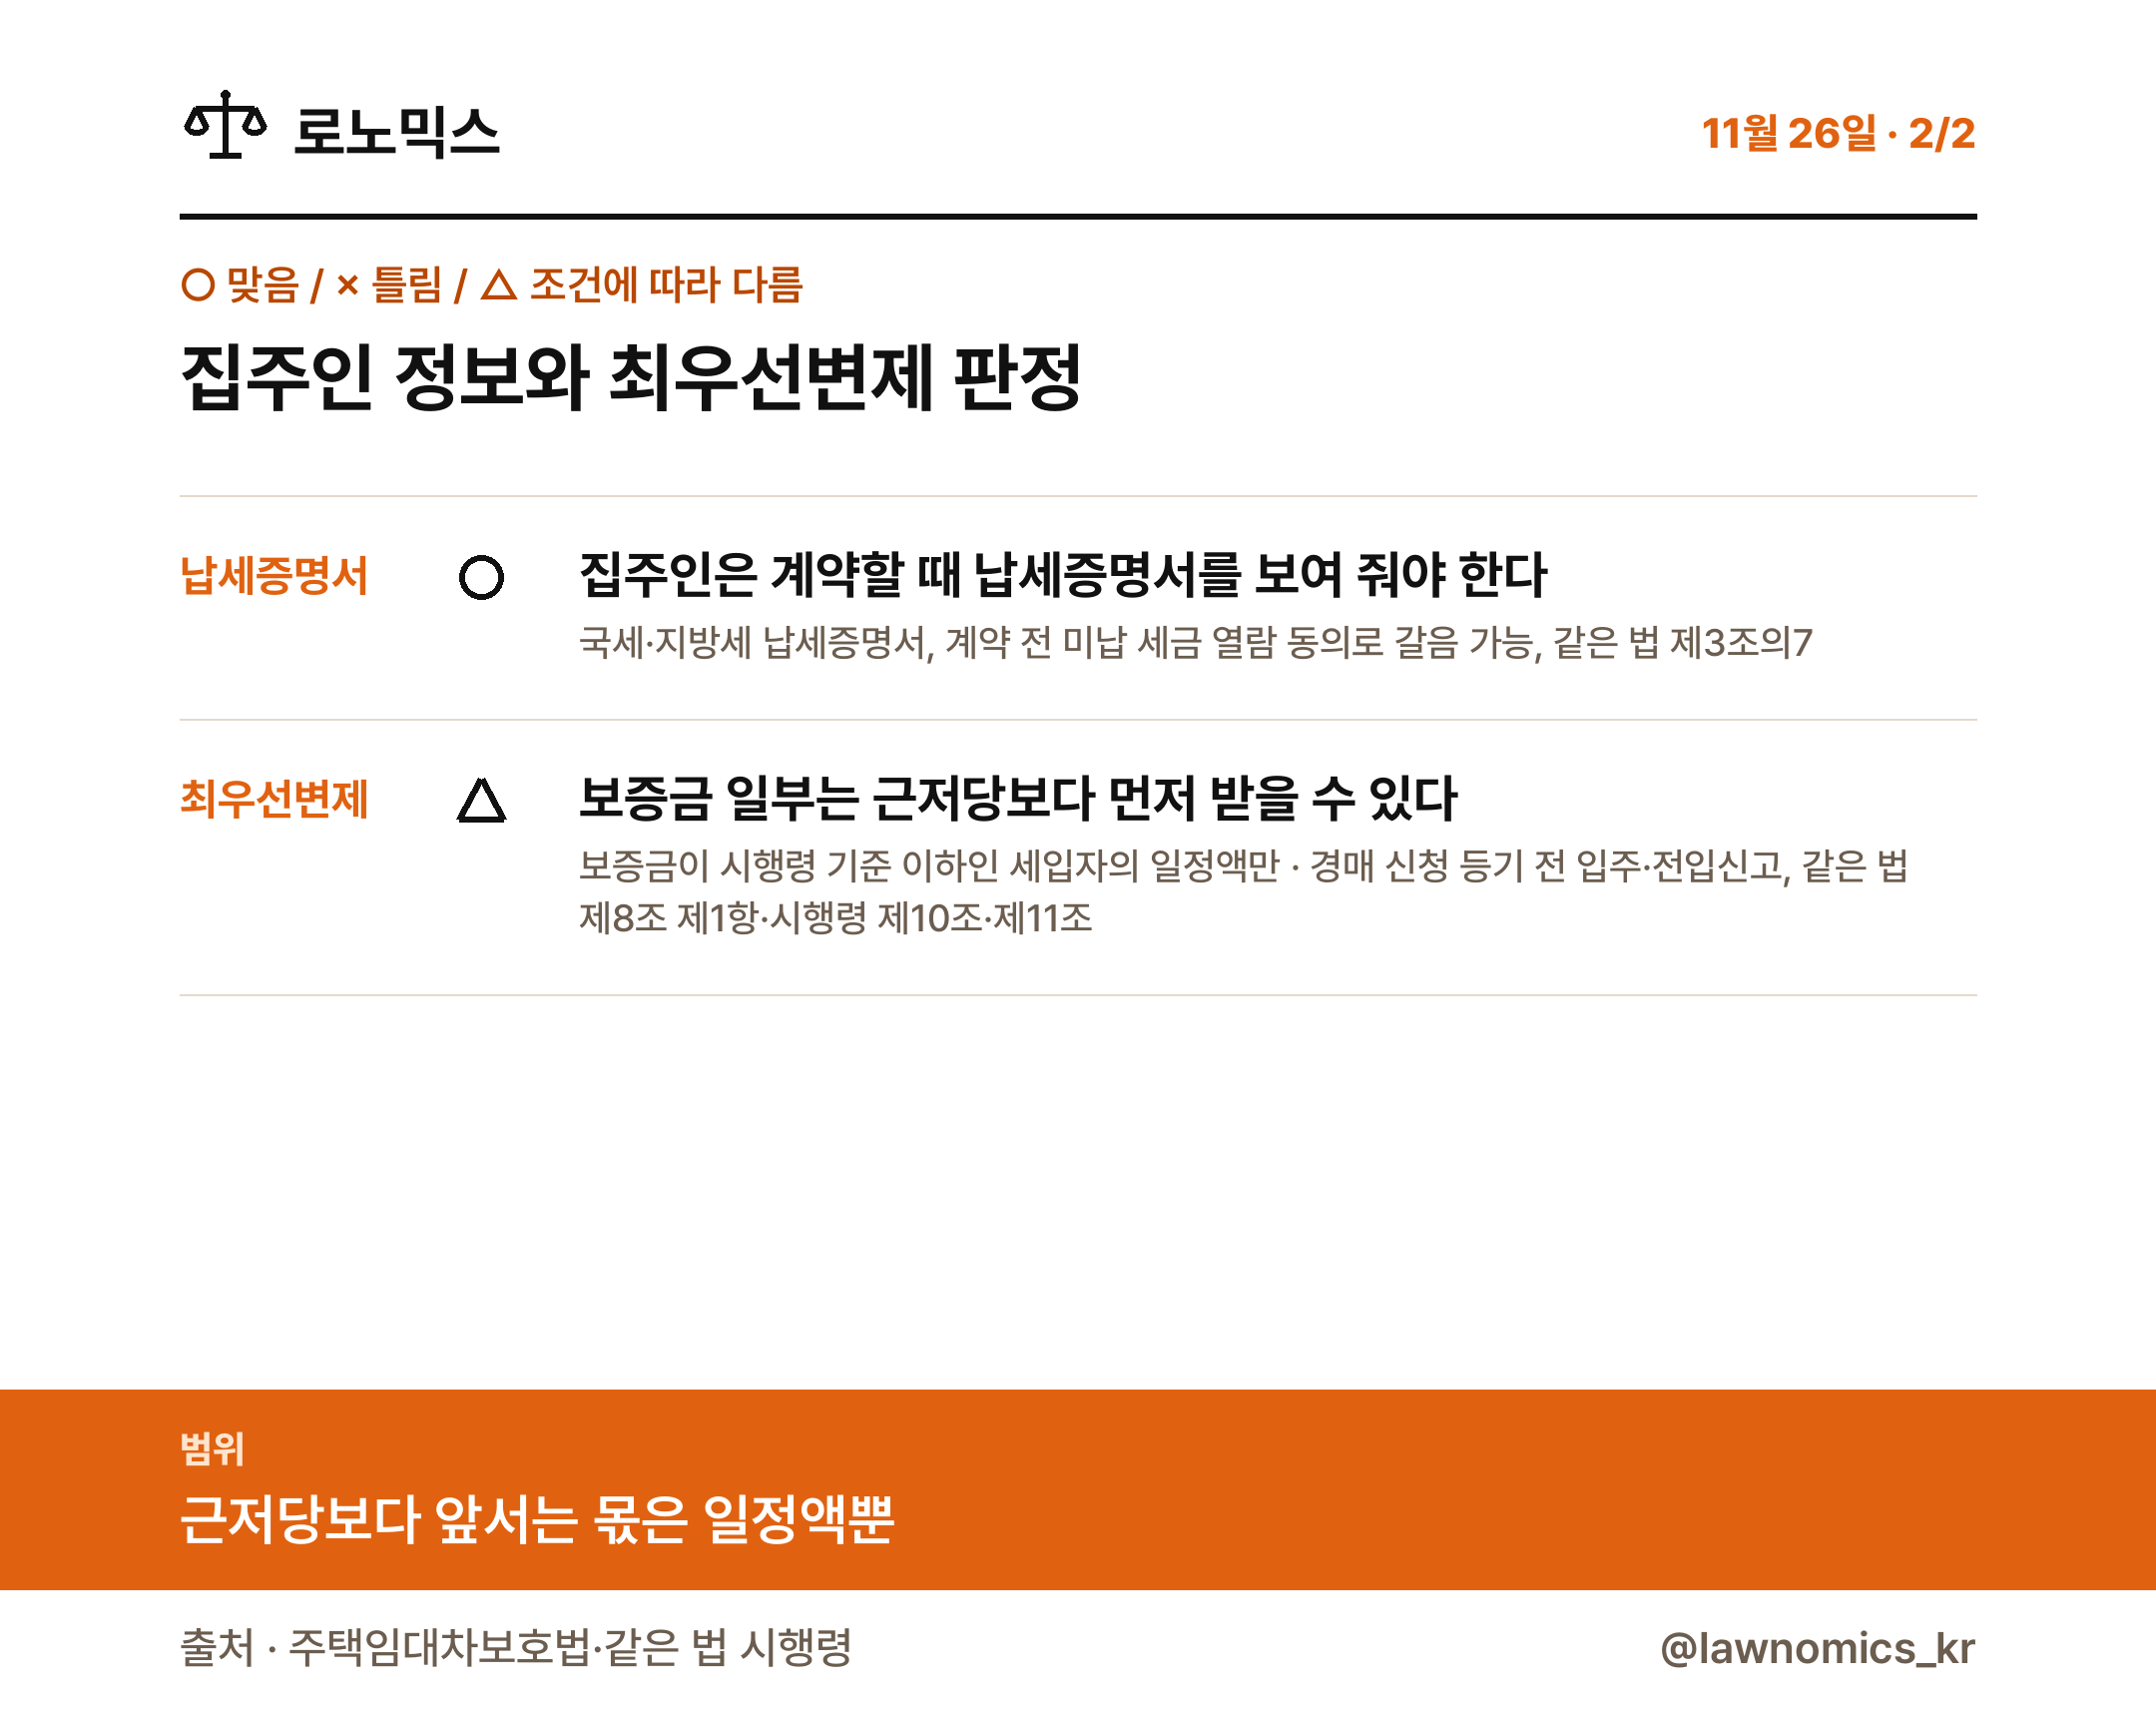 로노믹스
11월 26일 · 2/2
○ 맞음 / × 틀림 / △ 조건에 따라 다름
집주인 정보와 최우선변제 판정
납세증명서 ○ 집주인은 계약할 때 납세증명서를 보여 줘야 한다
국세·지방세 납세증명서, 계약 전 미납 세금 열람 동의로 갈음 가능, 같은 법 제3조의7
최우선변제 △ 보증금 일부는 근저당보다 먼저 받을 수 있다
보증금이 시행령 기준 이하인 세입자의 일정액만 · 경매 신청 등기 전 입주·전입신고, 같은 법
제8조 제1항·시행령 제10조·제11조
범위
근저당보다 앞서는 몫은 일정액뿐
출처 · 주택임대차보호법·같은 법 시행령
@lawnomics_kr